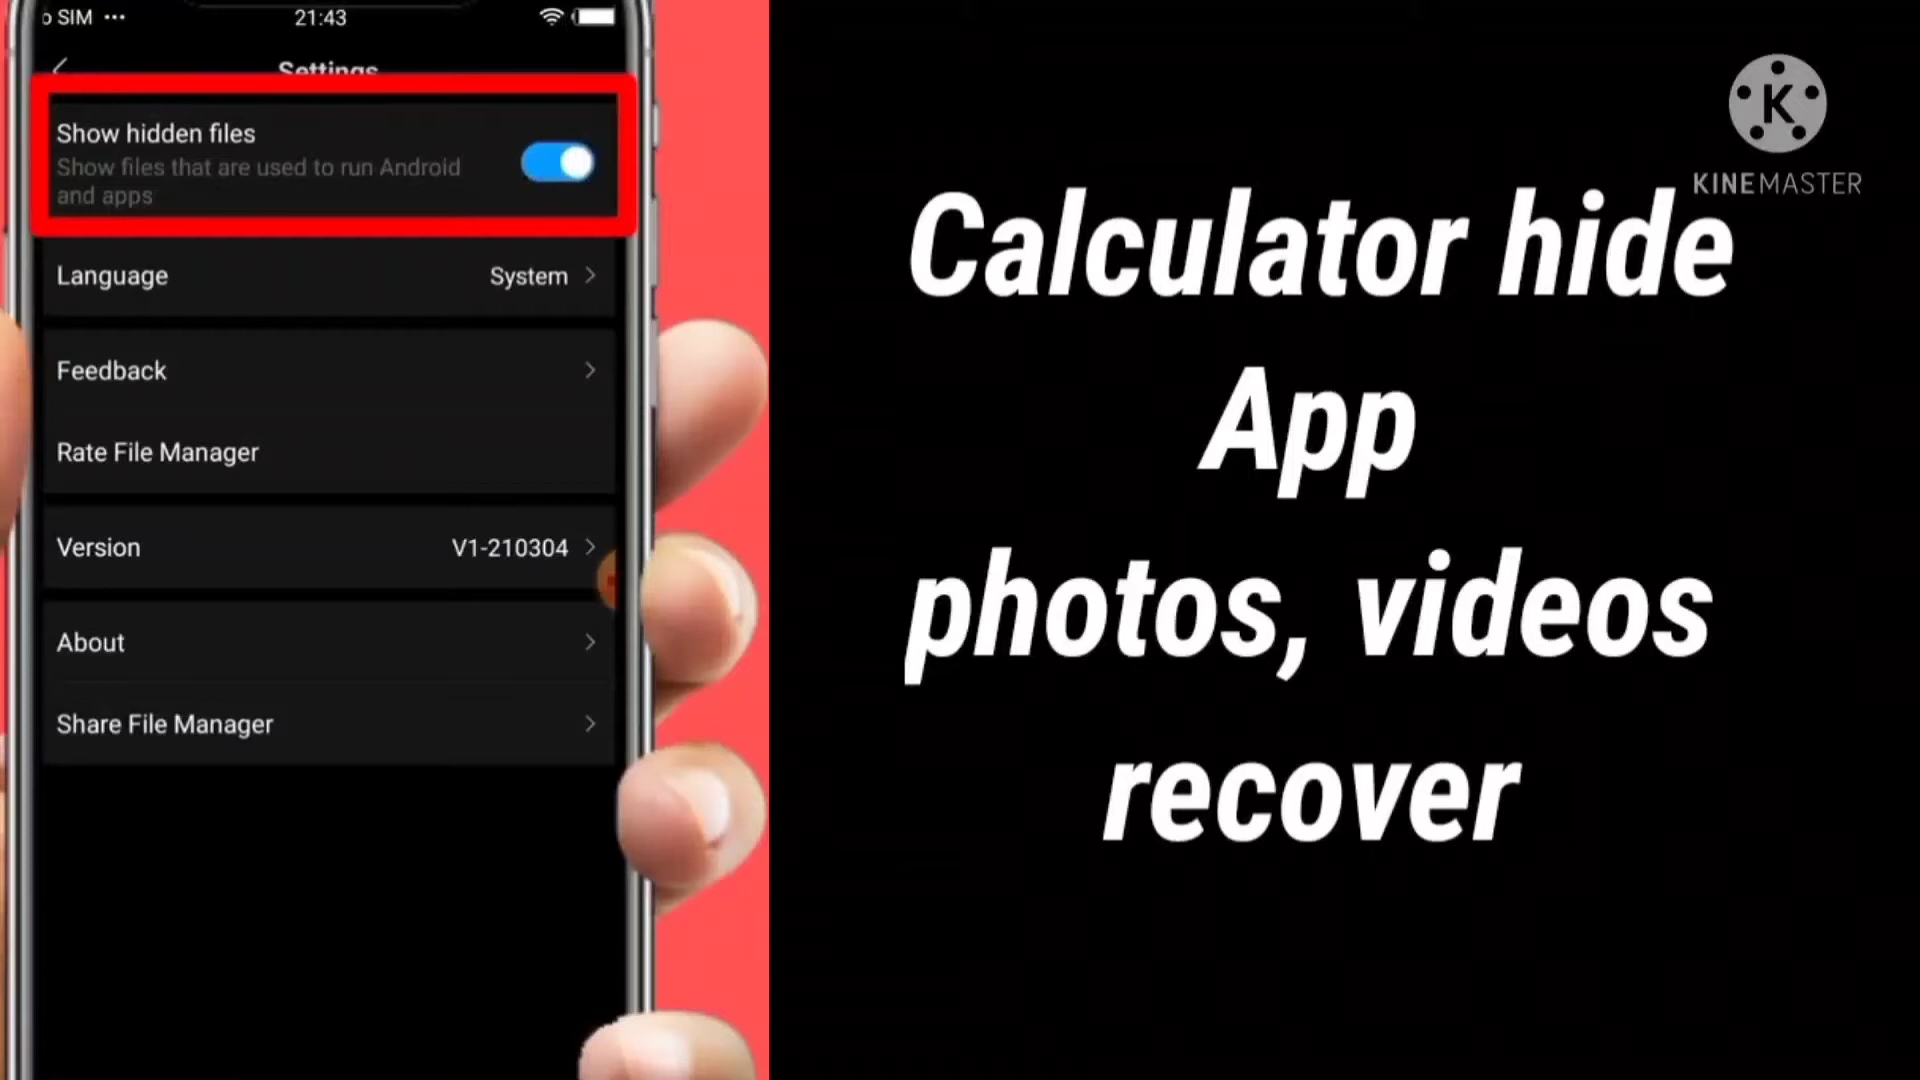 SIM ...
21:43
Settings
Show hidden files
Show files that are used to run Android
and apps
Language
System
Feedback
Rate File Manager
Version
V1-210304
About
Share File Manager
K
KINEMASTER
Calculator hide
App
photos, videos
recover